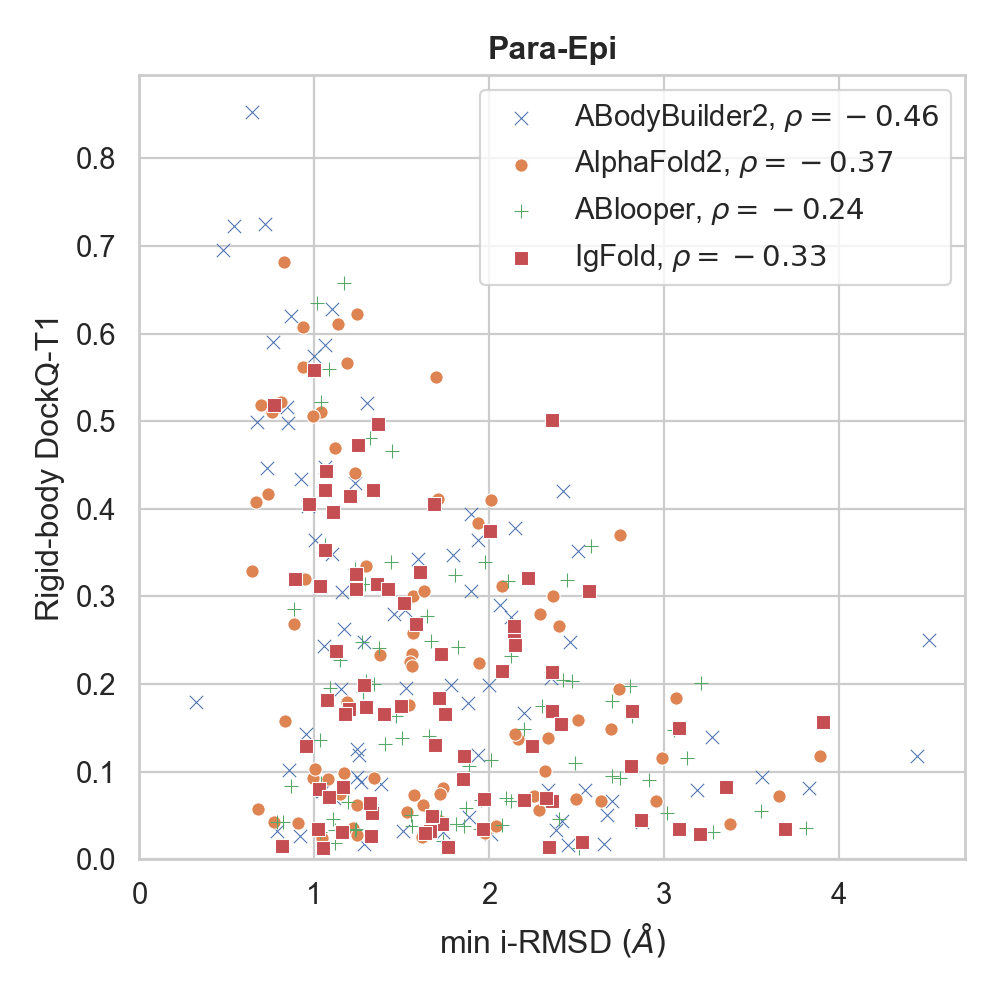 Para-Epi
ABodyBuilder2, ρ = −0.46
AlphaFold2, ρ = −0.37
ABlooper, ρ = −0.24
IgFold, ρ = −0.33
Rigid-body DockQ-T1
0.8
0.7
0.6
0.5
0.4
0.3
0.2
0.1
0.0
0 1 2 3 4
min i-RMSD (Å)